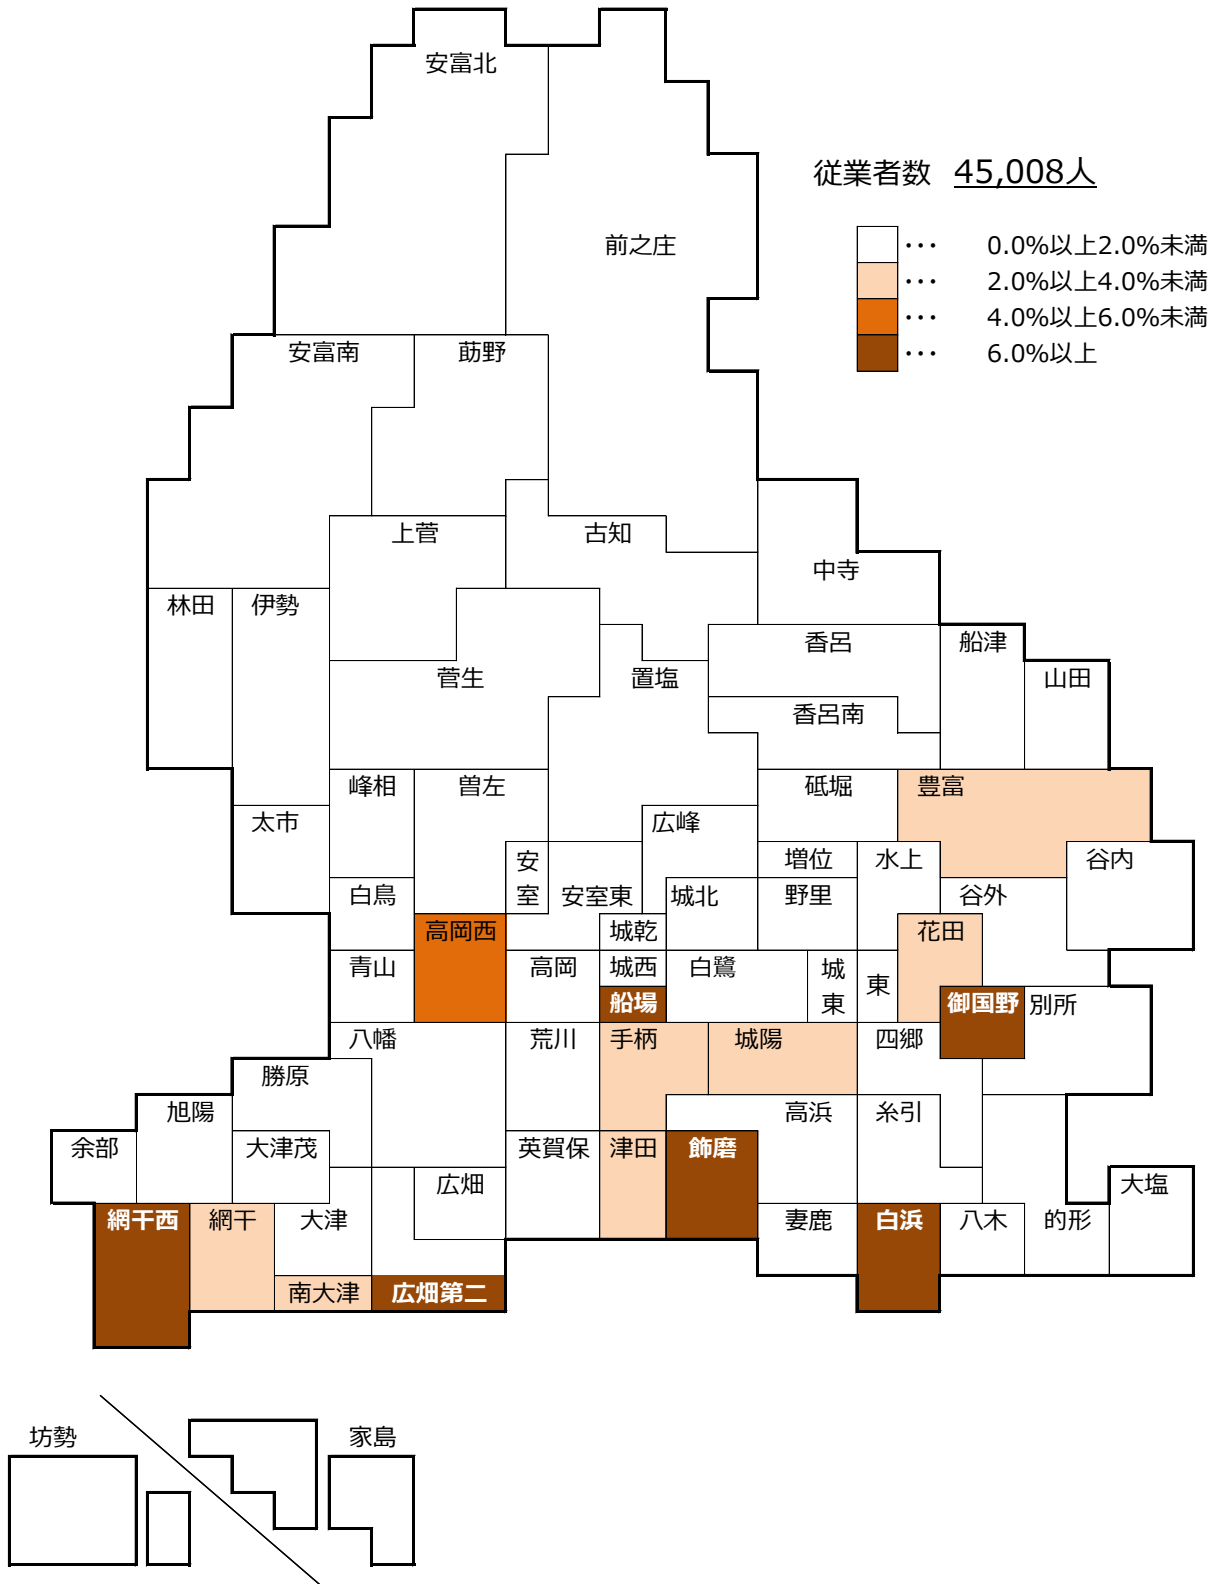 安富北
従業者数 45,008人
前之庄
・・・ 0.0%以上2.0%未満
・・・ 2.0%以上4.0%未満
・・・ 4.0%以上6.0%未満
・・・ 6.0%以上
安富南 莇野
上菅 古知
中寺
林田 伊勢
香呂 船津
菅生 置塩 山田
香呂南
峰相 曽左 砥堀 豊富
太市 広峰
安室 増位 水上 谷内
白鳥 安室東 城北 野里 谷外
高岡西 城乾 花田
青山 高岡 城西 白鷺 城東 東
船場 御国野 別所
八幡 荒川 手柄 城陽 四郷
勝原
旭陽 高浜 糸引
余部 大津茂 英賀保 津田 飾磨
広畑 大塩
網干西 網干 大津 妻鹿 白浜 八木 的形
南大津 広畑第二
坊勢 家島